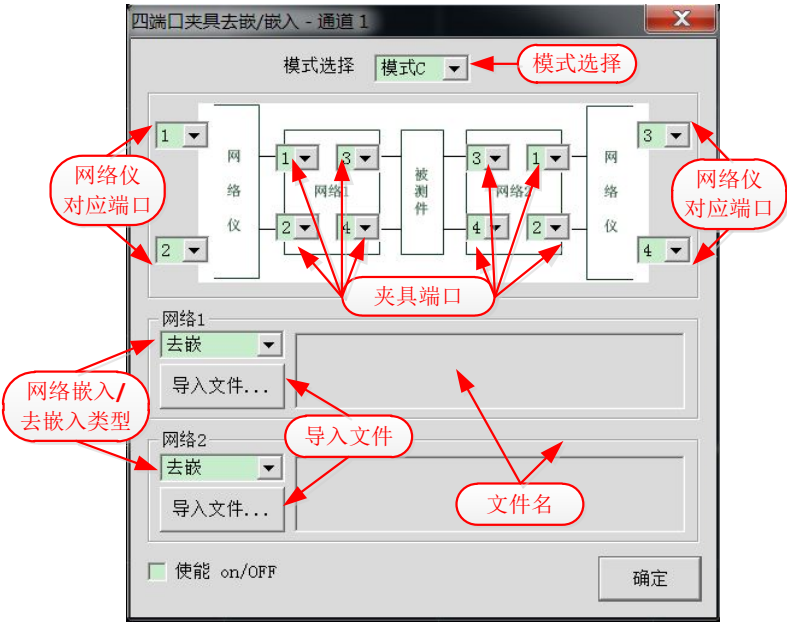 四端口夹具去嵌/嵌入 - 通道 1
模式选择 模式C 模式选择
1 3
网络仪 1 3 被测件 3 1 网络仪
网络仪
对应端口
网络1 网络2
网络仪
对应端口
2 4 4 2
2 4
夹具端口
网络1
去嵌
导入文件...
网络嵌入/
去嵌入类型
导入文件
网络2
去嵌
导入文件...
文件名
使能 on/OFF
确定